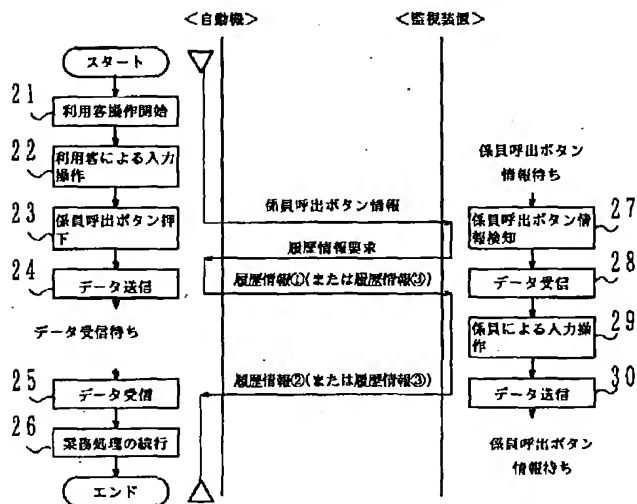 <自動機>
<監視装置>
スタート
21
利用客操作開始
22
利用客による入力
操作
23
係員呼出ボタン押
下
24
データ送信
データ受信待ち
25
データ受信
26
業務処理の続行
エンド
係員呼出ボタン情報
履歴情報要求
履歴情報①(または履歴情報③)
履歴情報②(または履歴情報③)
係員呼出ボタン
情報待ち
係員呼出ボタン情
報検知
27
データ受信
28
係員による入力操
作
29
データ送信
30
係員呼出ボタン
情報待ち